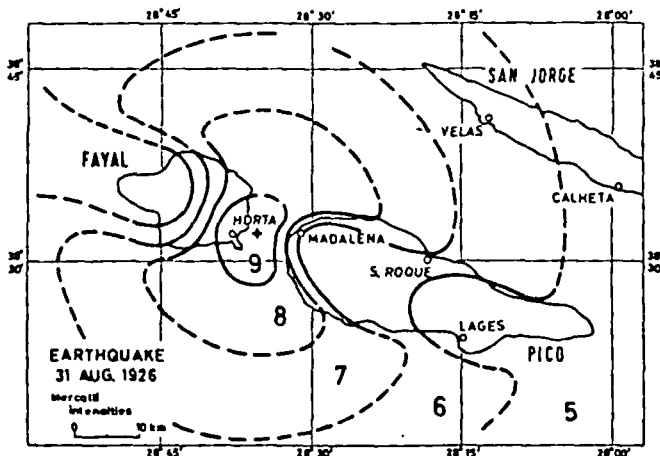 28°45' 28°30' 28°15' 28°00'
38°
45'
38°
45'
SAN JORGE
VELAS
FAYAL
CALHETA
HORTA
MADALENA
38°
30'
38°
30'
S. ROQUE
9
8
LAGES
EARTHQUAKE
31 AUG. 1926
PICO
7
6
5
Mercalli
intensities
0 10 km
28°45' 28°30' 28°15' 28°00'